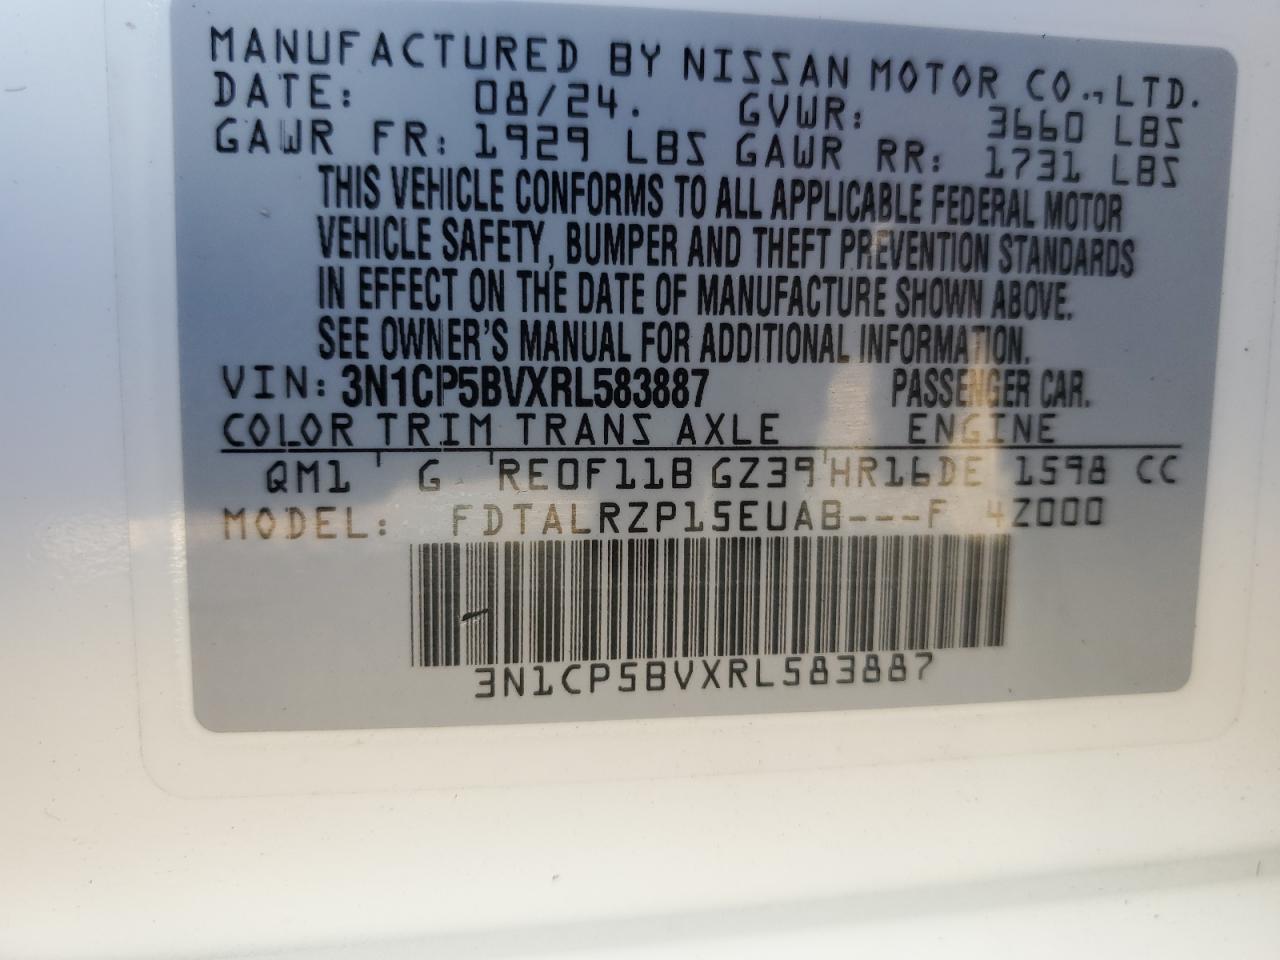 MANUFACTURED BY NISSAN MOTOR CO., LTD.
DATE: 08/24. GVWR: 3660 LBS
GAWR FR: 1929 LBS GAWR RR: 1731 LBS
THIS VEHICLE CONFORMS TO ALL APPLICABLE FEDERAL MOTOR
VEHICLE SAFETY, BUMPER AND THEFT PREVENTION STANDARDS
IN EFFECT ON THE DATE OF MANUFACTURE SHOWN ABOVE.
SEE OWNER'S MANUAL FOR ADDITIONAL INFORMATION.
VIN: 3N1CP5BVXRL583887 PASSENGER CAR.
COLOR TRIM TRANS AXLE ENGINE
QM1 G RE0F11B GZ39 HR16DE 1598 CC
MODEL: FDTALRZP15EUAB---F 4Z000
3N1CP5BVXRL583887